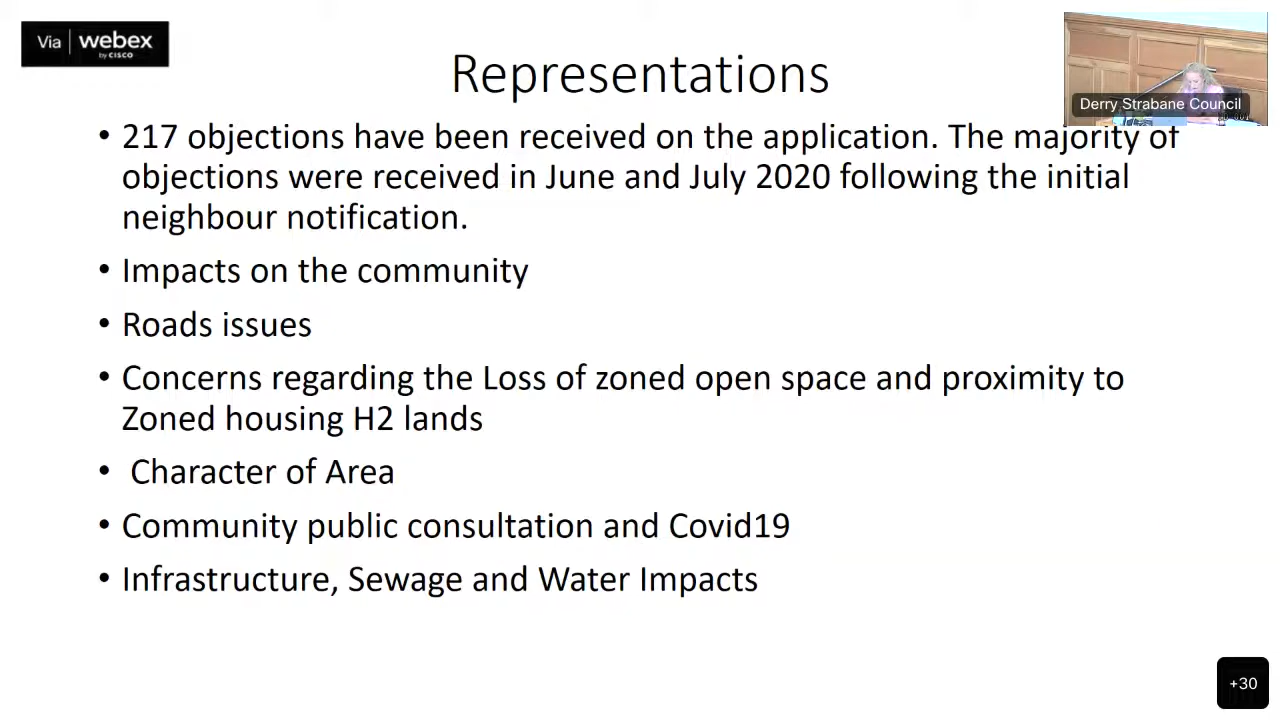 Via webex
by CISCO
Representations
Derry Strabane Council
• 217 objections have been received on the application. The majority of
objections were received in June and July 2020 following the initial
neighbour notification.
• Impacts on the community
• Roads issues
• Concerns regarding the Loss of zoned open space and proximity to
Zoned housing H2 lands
• Character of Area
• Community public consultation and Covid19
• Infrastructure, Sewage and Water Impacts
+30